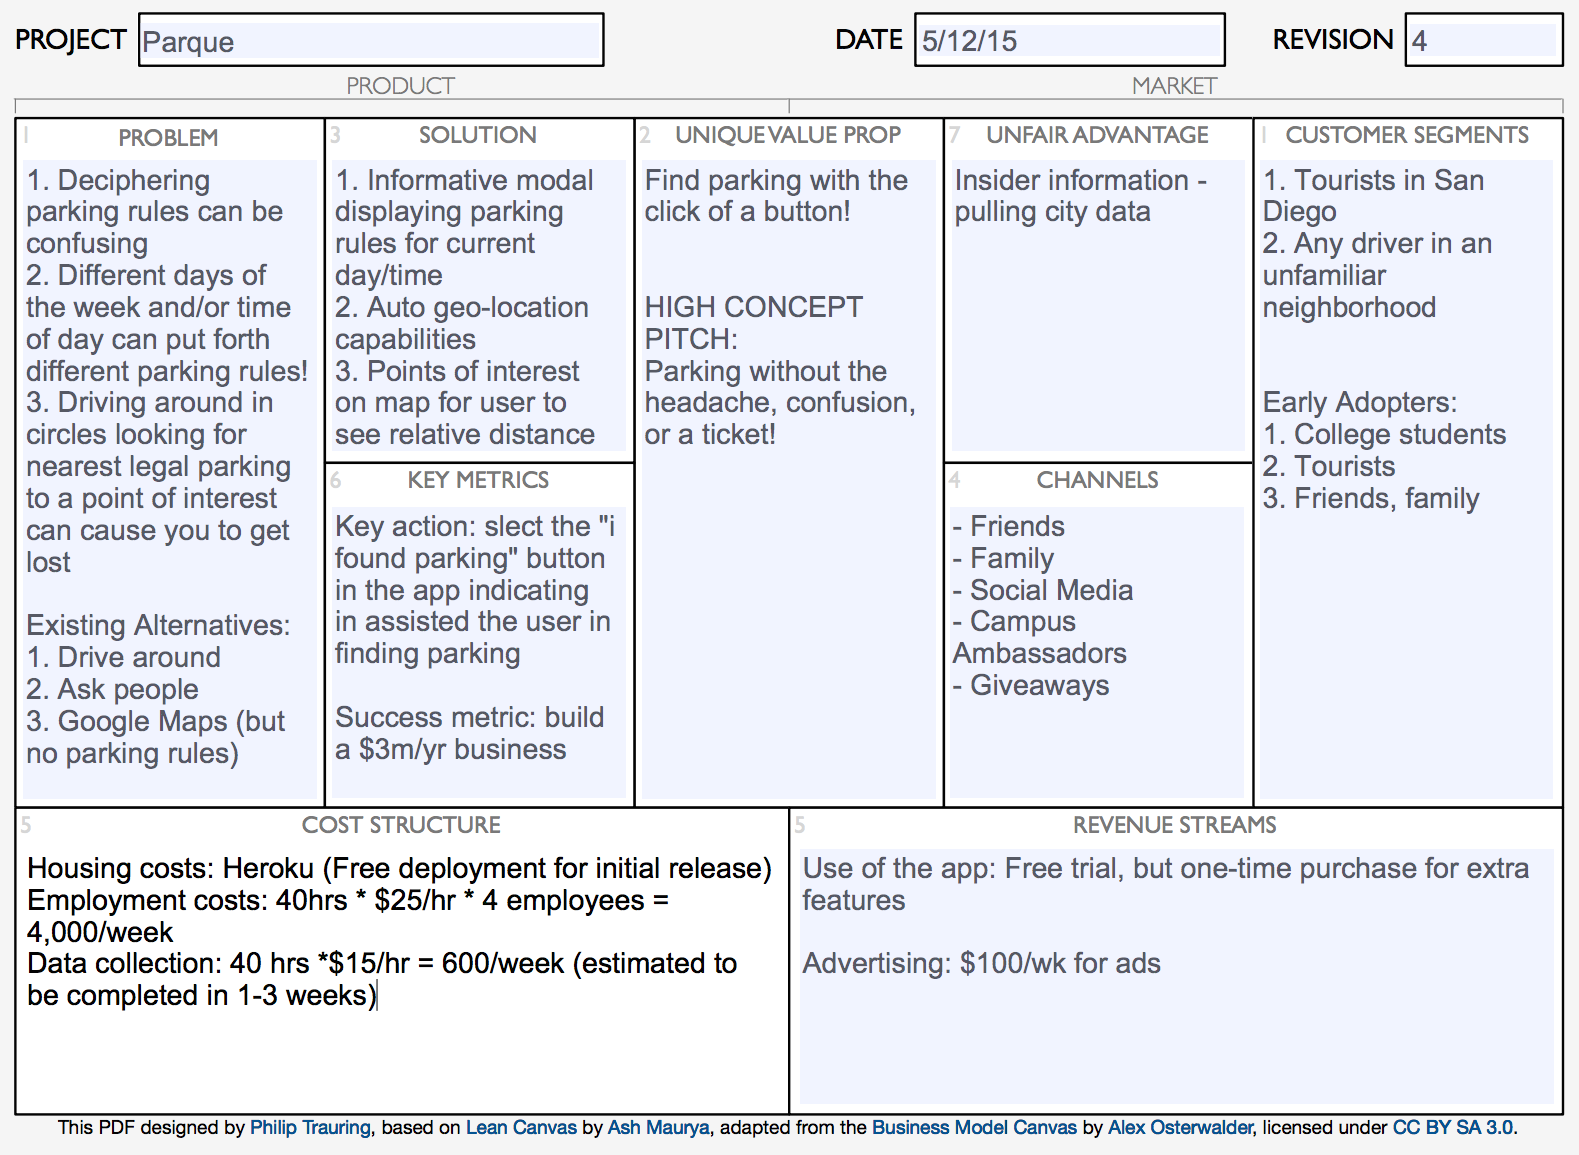 PROJECT Parque DATE 5/12/15 REVISION 4
PRODUCT MARKET
1 PROBLEM
1. Deciphering
parking rules can be
confusing
2. Different days of
the week and/or time
of day can put forth
different parking rules!
3. Driving around in
circles looking for
nearest legal parking
to a point of interest
can cause you to get
lost
Existing Alternatives:
1. Drive around
2. Ask people
3. Google Maps (but
no parking rules)
3 SOLUTION
1. Informative modal
displaying parking
rules for current
day/time
2. Auto geo-location
capabilities
3. Points of interest
on map for user to
see relative distance
6 KEY METRICS
Key action: slect the "i
found parking" button
in the app indicating
in assisted the user in
finding parking
Success metric: build
a $3m/yr business
2 UNIQUE VALUE PROP
Find parking with the
click of a button!
HIGH CONCEPT
PITCH:
Parking without the
headache, confusion,
or a ticket!
7 UNFAIR ADVANTAGE
Insider information -
pulling city data
4 CHANNELS
- Friends
- Family
- Social Media
- Campus
Ambassadors
- Giveaways
1 CUSTOMER SEGMENTS
1. Tourists in San
Diego
2. Any driver in an
unfamiliar
neighborhood
Early Adopters:
1. College students
2. Tourists
3. Friends, family
5 COST STRUCTURE
Housing costs: Heroku (Free deployment for initial release)
Employment costs: 40hrs * $25/hr * 4 employees =
4,000/week
Data collection: 40 hrs *$15/hr = 600/week (estimated to
be completed in 1-3 weeks)
5 REVENUE STREAMS
Use of the app: Free trial, but one-time purchase for extra
features
Advertising: $100/wk for ads
This PDF designed by Philip Trauring, based on Lean Canvas by Ash Maurya, adapted from the Business Model Canvas by Alex Osterwalder, licensed under CC BY SA 3.0.